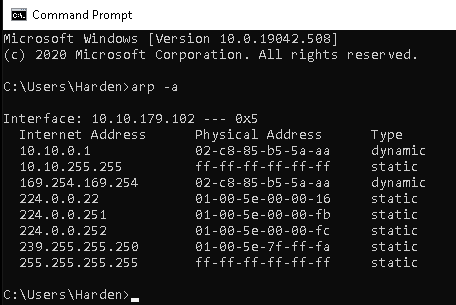 Command Prompt
Microsoft Windows [Version 10.0.19042.508]
(c) 2020 Microsoft Corporation. All rights reserved.
C:\Users\Harden>arp -a
Interface: 10.10.179.102 --- 0x5
Internet Address Physical Address Type
10.10.0.1 02-c8-85-b5-5a-aa dynamic
10.10.255.255 ff-ff-ff-ff-ff-ff static
169.254.169.254 02-c8-85-b5-5a-aa dynamic
224.0.0.22 01-00-5e-00-00-16 static
224.0.0.251 01-00-5e-00-00-fb static
224.0.0.252 01-00-5e-00-00-fc static
239.255.255.250 01-00-5e-7f-ff-fa static
255.255.255.255 ff-ff-ff-ff-ff-ff static
C:\Users\Harden>